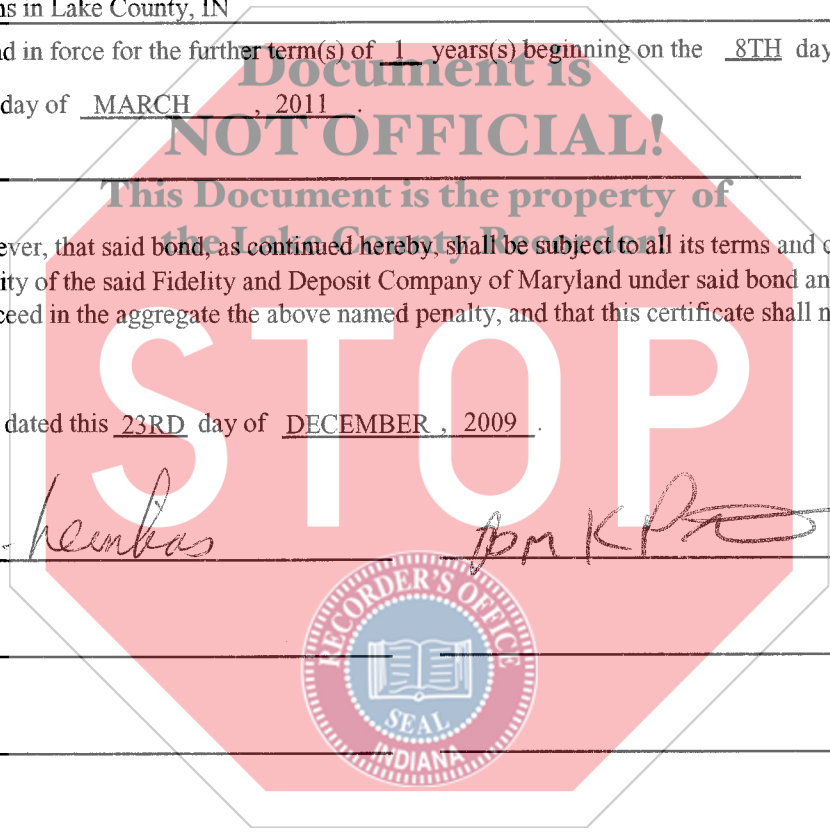 ns in Lake County, IN
nd in force for the further term(s) of 1 years(s) beginning on the 8TH day
Document is
day of MARCH , 2011 .
NOT OFFICIAL!
This Document is the property of
the Lake County Recorder!
ever, that said bond, as continued hereby, shall be subject to all its terms and c
ity of the said Fidelity and Deposit Company of Maryland under said bond an
ceed in the aggregate the above named penalty, and that this certificate shall n
STOP
dated this 23RD day of DECEMBER , 2009 .
RECORDER'S OFFICE
SEAL
INDIANA